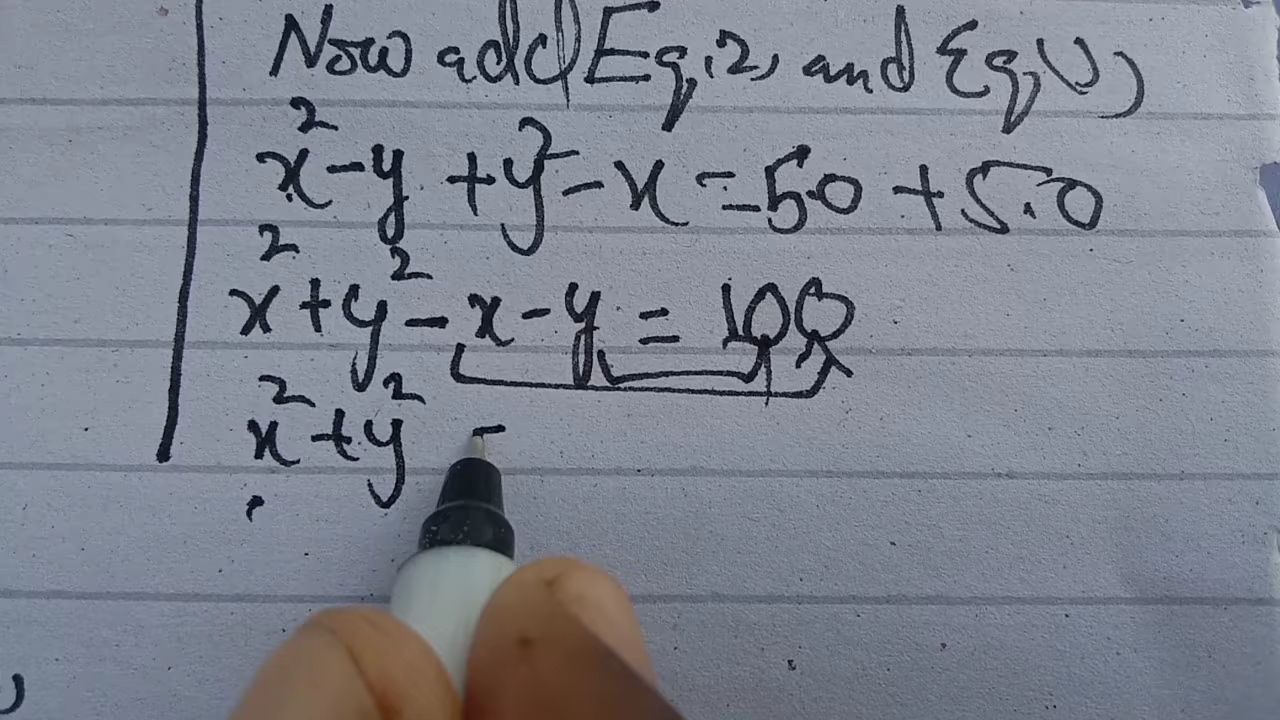 Now add Eq,2, and Eq,1)
x² - y + y² - x = 50 + 50
x² + y² - x - y = 100
x² + y² -